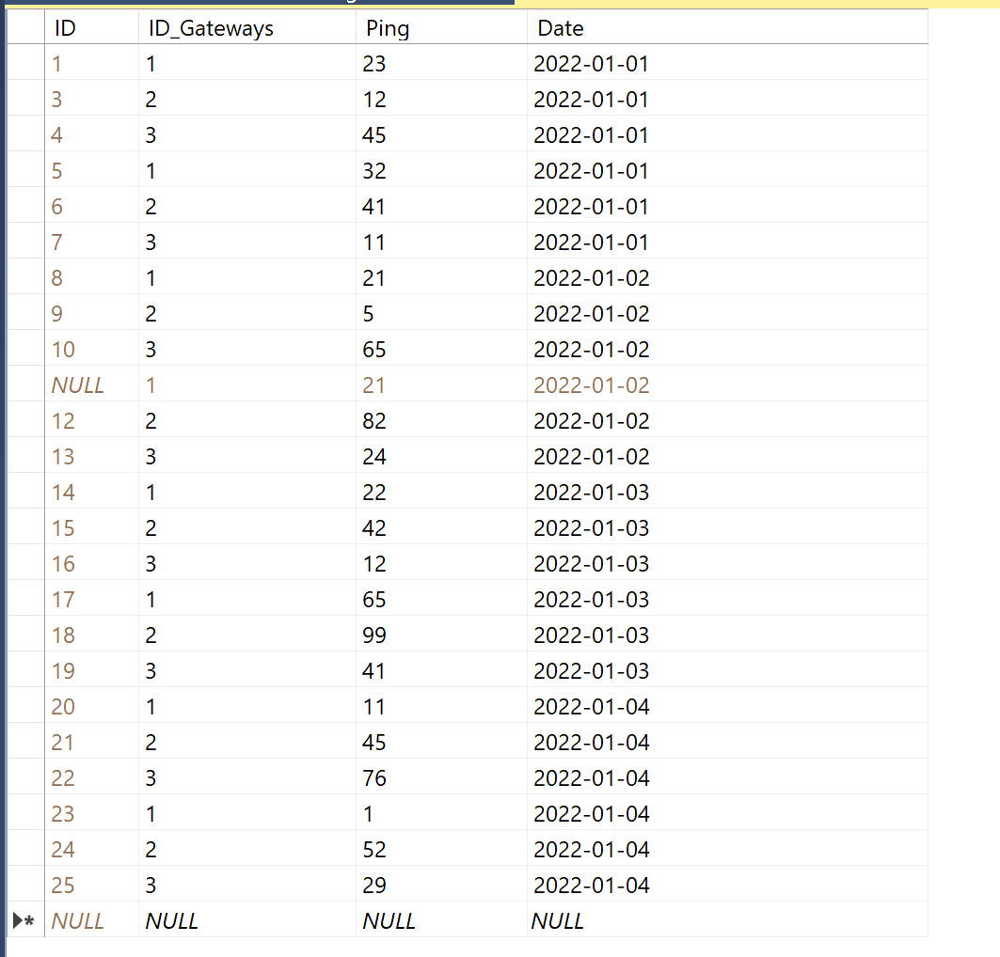 ID ID_Gateways Ping Date
1 1 23 2022-01-01
3 2 12 2022-01-01
4 3 45 2022-01-01
5 1 32 2022-01-01
6 2 41 2022-01-01
7 3 11 2022-01-01
8 1 21 2022-01-02
9 2 5 2022-01-02
10 3 65 2022-01-02
NULL 1 21 2022-01-02
12 2 82 2022-01-02
13 3 24 2022-01-02
14 1 22 2022-01-03
15 2 42 2022-01-03
16 3 12 2022-01-03
17 1 65 2022-01-03
18 2 99 2022-01-03
19 3 41 2022-01-03
20 1 11 2022-01-04
21 2 45 2022-01-04
22 3 76 2022-01-04
23 1 1 2022-01-04
24 2 52 2022-01-04
25 3 29 2022-01-04
NULL NULL NULL NULL